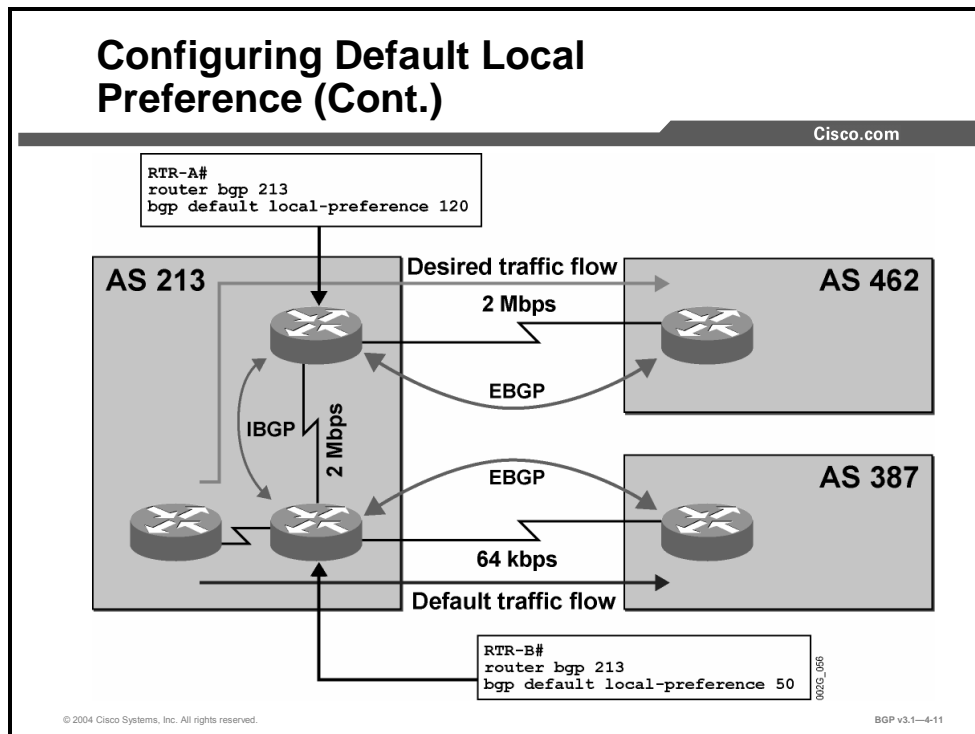 Configuring Default Local
Preference (Cont.)
Cisco.com
RTR-A#
router bgp 213
bgp default local-preference 120
AS 213
Desired traffic flow
2 Mbps
AS 462
EBGP
IBGP
2 Mbps
EBGP
AS 387
64 kbps
Default traffic flow
RTR-B#
router bgp 213
bgp default local-preference 50
002G_056
© 2004 Cisco Systems, Inc. All rights reserved.
BGP v3.1—4-11